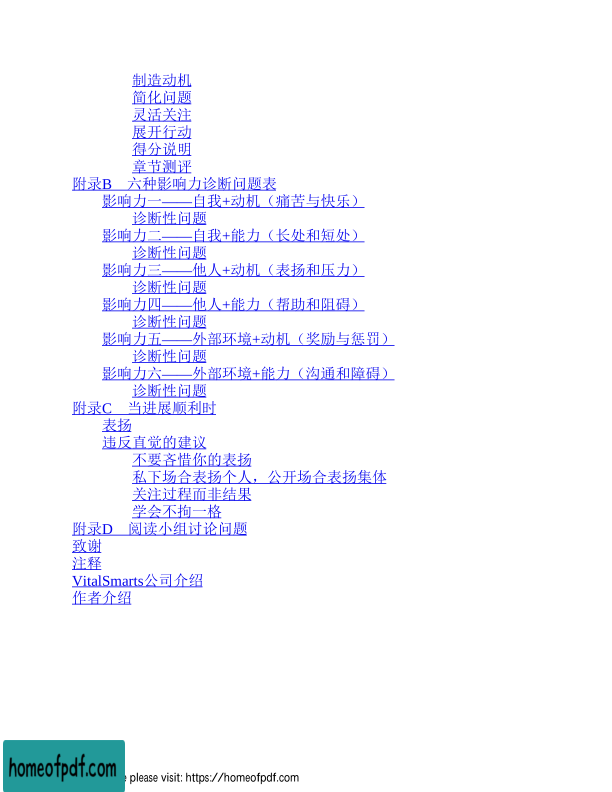 制造动机
简化问题
灵活关注
展开行动
得分说明
章节测评
附录B 六种影响力诊断问题表
影响力一——自我+动机（痛苦与快乐）
诊断性问题
影响力二——自我+能力（长处和短处）
诊断性问题
影响力三——他人+动机（表扬和压力）
诊断性问题
影响力四——他人+能力（帮助和阻碍）
诊断性问题
影响力五——外部环境+动机（奖励与惩罚）
诊断性问题
影响力六——外部环境+能力（沟通和障碍）
诊断性问题
附录C 当进展顺利时
表扬
违反直觉的建议
不要吝惜你的表扬
私下场合表扬个人，公开场合表扬集体
关注过程而非结果
学会不拘一格
附录D 阅读小组讨论问题
致谢
注释
VitalSmarts公司介绍
作者介绍
homeofpdf.com
please visit: https://homeofpdf.com